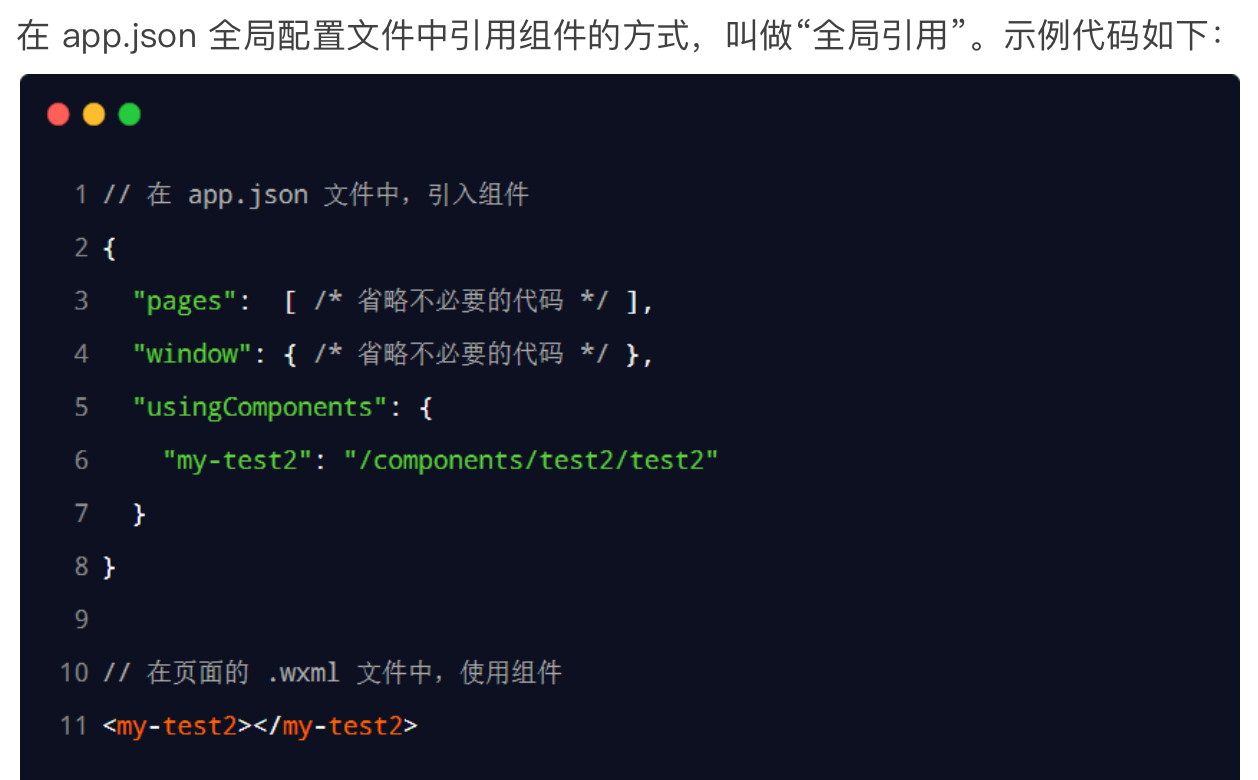 在 app.json 全局配置文件中引用组件的方式，叫做“全局引用”。示例代码如下：
1 // 在 app.json 文件中，引入组件
2 {
3   "pages":  [ /* 省略不必要的代码 */ ],
4   "window": { /* 省略不必要的代码 */ },
5   "usingComponents": {
6     "my-test2": "/components/test2/test2"
7   }
8 }
9
10 // 在页面的 .wxml 文件中，使用组件
11 <my-test2></my-test2>